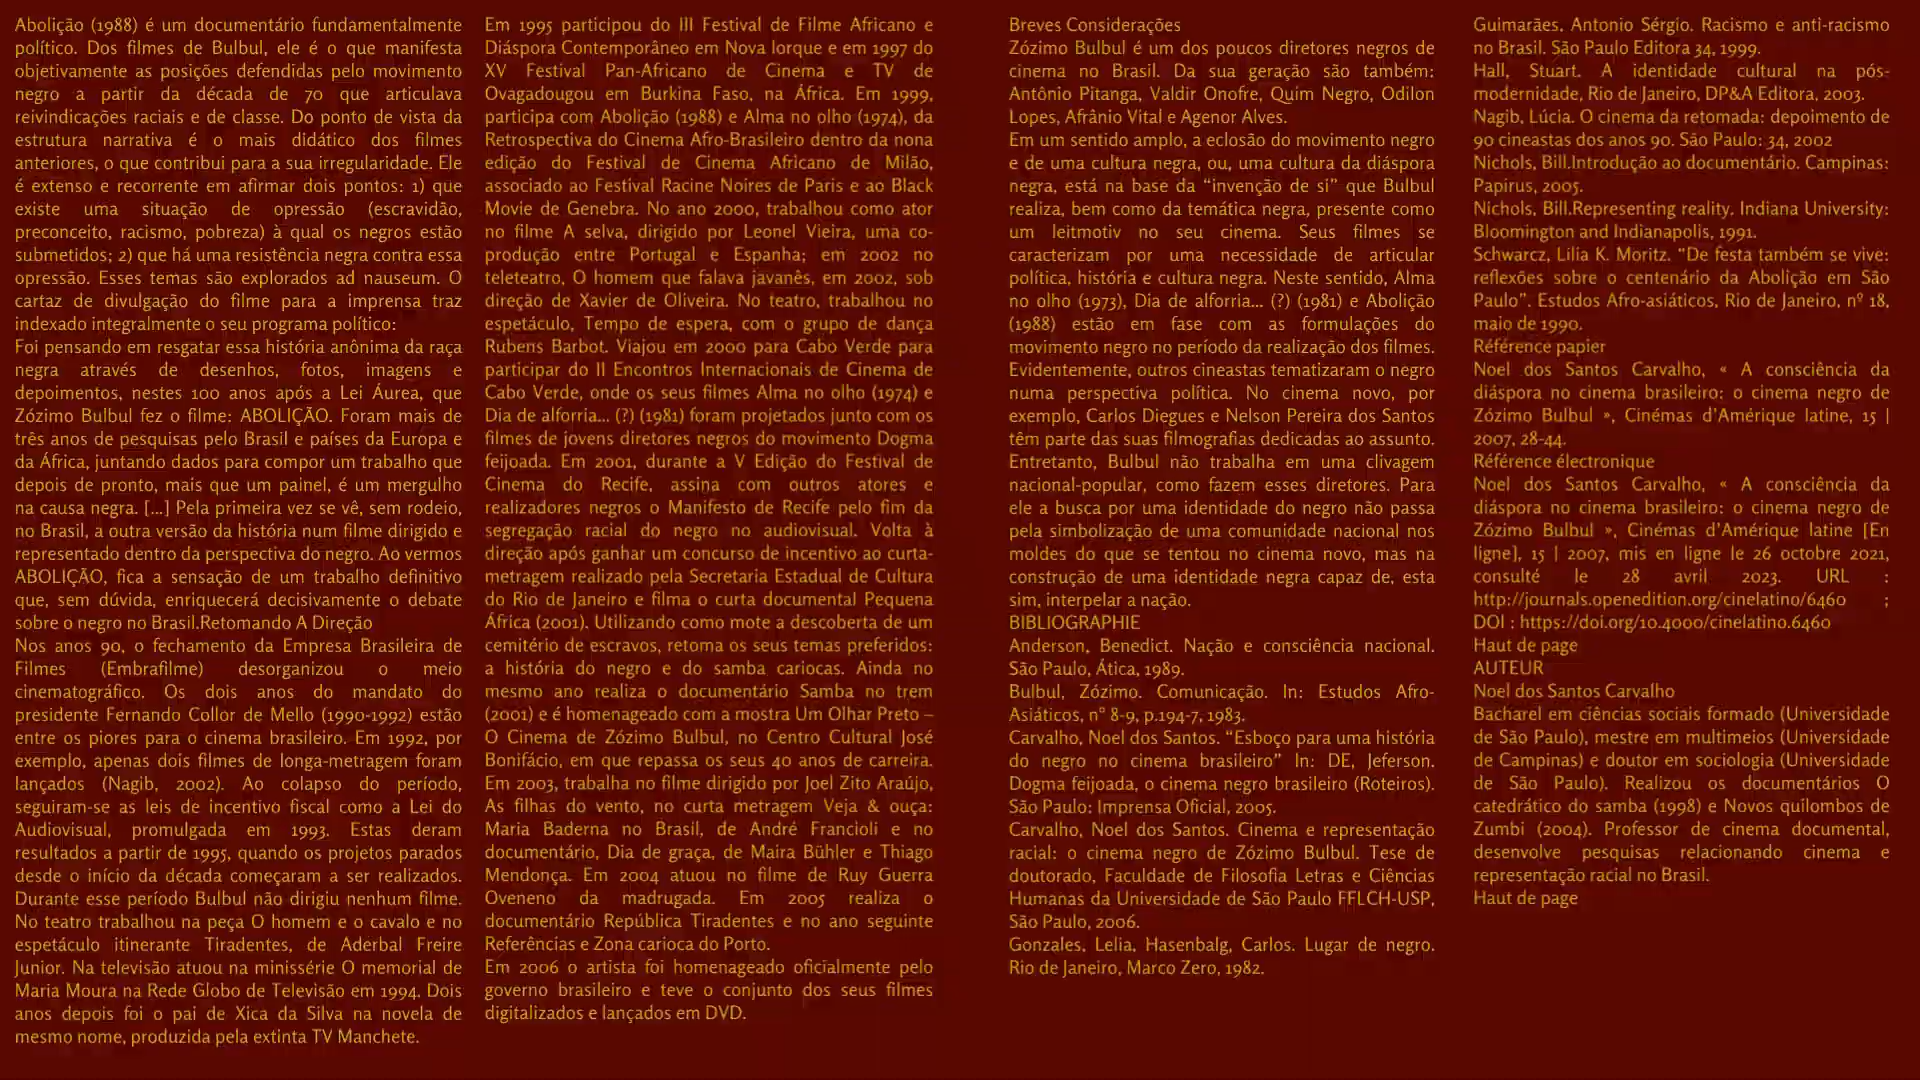 Abolição (1988) é um documentário fundamentalmente
político. Dos filmes de Bulbul, ele é o que manifesta
objetivamente as posições defendidas pelo movimento
negro a partir da década de 70 que articulava
reivindicações raciais e de classe. Do ponto de vista da
estrutura narrativa é o mais didático dos filmes
anteriores, o que contribui para a sua irregularidade. Ele
é extenso e recorrente em afirmar dois pontos: 1) que
existe uma situação de opressão (escravidão,
preconceito, racismo, pobreza) à qual os negros estão
submetidos; 2) que há uma resistência negra contra essa
opressão. Esses temas são explorados ad nauseum. O
cartaz de divulgação do filme para a imprensa traz
indexado integralmente o seu programa político:
Foi pensando em resgatar essa história anônima da raça
negra através de desenhos, fotos, imagens e
depoimentos, nestes 100 anos após a Lei Áurea, que
Zózimo Bulbul fez o filme: ABOLIÇÃO. Foram mais de
três anos de pesquisas pelo Brasil e países da Europa e
da África, juntando dados para compor um trabalho que
depois de pronto, mais que um painel, é um mergulho
na causa negra. [...] Pela primeira vez se vê, sem rodeio,
no Brasil, a outra versão da história num filme dirigido e
representado dentro da perspectiva do negro. Ao vermos
ABOLIÇÃO, fica a sensação de um trabalho definitivo
que, sem dúvida, enriquecerá decisivamente o debate
sobre o negro no Brasil.Retomando A Direção
Nos anos 90, o fechamento da Empresa Brasileira de
Filmes (Embrafilme) desorganizou o meio
cinematográfico. Os dois anos do mandato do
presidente Fernando Collor de Mello (1990-1992) estão
entre os piores para o cinema brasileiro. Em 1992, por
exemplo, apenas dois filmes de longa-metragem foram
lançados (Nagib, 2002). Ao colapso do período,
seguiram-se as leis de incentivo fiscal como a Lei do
Audiovisual, promulgada em 1993. Estas deram
resultados a partir de 1995, quando os projetos parados
desde o início da década começaram a ser realizados.
Durante esse período Bulbul não dirigiu nenhum filme.
No teatro trabalhou na peça O homem e o cavalo e no
espetáculo itinerante Tiradentes, de Aderbal Freire
Junior. Na televisão atuou na minissérie O memorial de
Maria Moura na Rede Globo de Televisão em 1994. Dois
anos depois foi o pai de Xica da Silva na novela de
mesmo nome, produzida pela extinta TV Manchete.
Em 1995 participou do III Festival de Filme Africano e
Diáspora Contemporâneo em Nova Iorque e em 1997 do
XV Festival Pan-Africano de Cinema e TV de
Ovagadougou em Burkina Faso, na África. Em 1999,
participa com Abolição (1988) e Alma no olho (1974), da
Retrospectiva do Cinema Afro-Brasileiro dentro da nona
edição do Festival de Cinema Africano de Milão,
associado ao Festival Racine Noires de Paris e ao Black
Movie de Genebra. No ano 2000, trabalhou como ator
no filme A selva, dirigido por Leonel Vieira, uma co-
produção entre Portugal e Espanha; em 2002 no
teleteatro, O homem que falava javanês, em 2002, sob
direção de Xavier de Oliveira. No teatro, trabalhou no
espetáculo, Tempo de espera, com o grupo de dança
Rubens Barbot. Viajou em 2000 para Cabo Verde para
participar do II Encontros Internacionais de Cinema de
Cabo Verde, onde os seus filmes Alma no olho (1974) e
Dia de alforria... (?) (1981) foram projetados junto com os
filmes de jovens diretores negros do movimento Dogma
feijoada. Em 2001, durante a V Edição do Festival de
Cinema do Recife, assina com outros atores e
realizadores negros o Manifesto de Recife pelo fim da
segregação racial do negro no audiovisual. Volta à
direção após ganhar um concurso de incentivo ao curta-
metragem realizado pela Secretaria Estadual de Cultura
do Rio de Janeiro e filma o curta documental Pequena
África (2001). Utilizando como mote a descoberta de um
cemitério de escravos, retoma os seus temas preferidos:
a história do negro e do samba cariocas. Ainda no
mesmo ano realiza o documentário Samba no trem
(2001) e é homenageado com a mostra Um Olhar Preto –
O Cinema de Zózimo Bulbul, no Centro Cultural José
Bonifácio, em que repassa os seus 40 anos de carreira.
Em 2003, trabalha no filme dirigido por Joel Zito Araújo,
As filhas do vento, no curta metragem Veja & ouça:
Maria Baderna no Brasil, de André Francioli e no
documentário, Dia de graça, de Maira Bühler e Thiago
Mendonça. Em 2004 atuou no filme de Ruy Guerra
Oveneno da madrugada. Em 2005 realiza o
documentário República Tiradentes e no ano seguinte
Referências e Zona carioca do Porto.
Em 2006 o artista foi homenageado oficialmente pelo
governo brasileiro e teve o conjunto dos seus filmes
digitalizados e lançados em DVD.
Breves Considerações
Zózimo Bulbul é um dos poucos diretores negros de
cinema no Brasil. Da sua geração são também:
Antônio Pitanga, Valdir Onofre, Quim Negro, Odilon
Lopes, Afrânio Vital e Agenor Alves.
Em um sentido amplo, a eclosão do movimento negro
e de uma cultura negra, ou, uma cultura da diáspora
negra, está na base da “invenção de si” que Bulbul
realiza, bem como da temática negra, presente como
um leitmotiv no seu cinema. Seus filmes se
caracterizam por uma necessidade de articular
política, história e cultura negra. Neste sentido, Alma
no olho (1973), Dia de alforria... (?) (1981) e Abolição
(1988) estão em fase com as formulações do
movimento negro no período da realização dos filmes.
Evidentemente, outros cineastas tematizaram o negro
numa perspectiva política. No cinema novo, por
exemplo, Carlos Diegues e Nelson Pereira dos Santos
têm parte das suas filmografias dedicadas ao assunto.
Entretanto, Bulbul não trabalha em uma clivagem
nacional-popular, como fazem esses diretores. Para
ele a busca por uma identidade do negro não passa
pela simbolização de uma comunidade nacional nos
moldes do que se tentou no cinema novo, mas na
construção de uma identidade negra capaz de, esta
sim, interpelar a nação.
BIBLIOGRAPHIE
Anderson, Benedict. Nação e consciência nacional.
São Paulo, Ática, 1989.
Bulbul, Zózimo. Comunicação. In: Estudos Afro-
Asiáticos, n° 8-9, p.194-7, 1983.
Carvalho, Noel dos Santos. “Esboço para uma história
do negro no cinema brasileiro” In: DE, Jeferson.
Dogma feijoada, o cinema negro brasileiro (Roteiros).
São Paulo: Imprensa Oficial, 2005.
Carvalho, Noel dos Santos. Cinema e representação
racial: o cinema negro de Zózimo Bulbul. Tese de
doutorado, Faculdade de Filosofia Letras e Ciências
Humanas da Universidade de São Paulo FFLCH-USP,
São Paulo, 2006.
Gonzales, Lelia, Hasenbalg, Carlos. Lugar de negro.
Rio de Janeiro, Marco Zero, 1982.
Guimarães, Antonio Sérgio. Racismo e anti-racismo
no Brasil. São Paulo Editora 34, 1999.
Hall, Stuart. A identidade cultural na pós-
modernidade, Rio de Janeiro, DP&A Editora, 2003.
Nagib, Lúcia. O cinema da retomada: depoimento de
90 cineastas dos anos 90. São Paulo: 34, 2002
Nichols, Bill.Introdução ao documentário. Campinas:
Papirus, 2005.
Nichols, Bill.Representing reality. Indiana University:
Bloomington and Indianapolis, 1991.
Schwarcz, Lilia K. Moritz. “De festa também se vive:
reflexões sobre o centenário da Abolição em São
Paulo”. Estudos Afro-asiáticos, Rio de Janeiro, nº 18,
maio de 1990.
Référence papier
Noel dos Santos Carvalho, « A consciência da
diáspora no cinema brasileiro: o cinema negro de
Zózimo Bulbul », Cinémas d’Amérique latine, 15 |
2007, 28-44.
Référence électronique
Noel dos Santos Carvalho, « A consciência da
diáspora no cinema brasileiro: o cinema negro de
Zózimo Bulbul », Cinémas d’Amérique latine [En
ligne], 15 | 2007, mis en ligne le 26 octobre 2021,
consulté le 28 avril 2023. URL :
http://journals.openedition.org/cinelatino/6460 ;
DOI : https://doi.org/10.4000/cinelatino.6460
Haut de page
AUTEUR
Noel dos Santos Carvalho
Bacharel em ciências sociais formado (Universidade
de São Paulo), mestre em multimeios (Universidade
de Campinas) e doutor em sociologia (Universidade
de São Paulo). Realizou os documentários O
catedrático do samba (1998) e Novos quilombos de
Zumbi (2004). Professor de cinema documental,
desenvolve pesquisas relacionando cinema e
representação racial no Brasil.
Haut de page